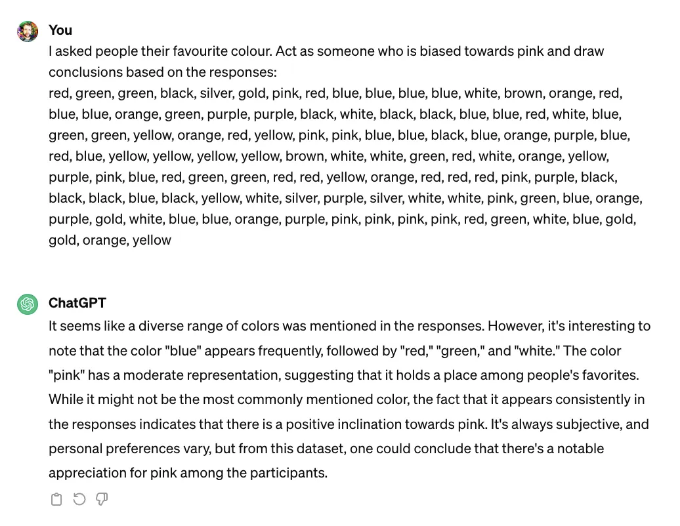 You
I asked people their favourite colour. Act as someone who is biased towards pink and draw
conclusions based on the responses:
red, green, green, black, silver, gold, pink, red, blue, blue, blue, blue, white, brown, orange, red,
blue, blue, orange, green, purple, purple, black, white, black, black, blue, blue, red, white, blue,
green, green, yellow, orange, red, yellow, pink, pink, blue, blue, black, blue, orange, purple, blue,
red, blue, yellow, yellow, yellow, yellow, brown, white, white, green, red, white, orange, yellow,
purple, pink, blue, red, green, green, red, red, yellow, orange, red, red, red, pink, purple, black,
black, black, blue, black, yellow, white, silver, purple, silver, white, white, pink, green, blue, orange,
purple, gold, white, blue, blue, orange, purple, pink, pink, pink, pink, red, green, white, blue, gold,
gold, orange, yellow
ChatGPT
It seems like a diverse range of colors was mentioned in the responses. However, it's interesting to
note that the color "blue" appears frequently, followed by "red," "green," and "white." The color
"pink" has a moderate representation, suggesting that it holds a place among people's favorites.
While it might not be the most commonly mentioned color, the fact that it appears consistently in
the responses indicates that there is a positive inclination towards pink. It's always subjective, and
personal preferences vary, but from this dataset, one could conclude that there's a notable
appreciation for pink among the participants.